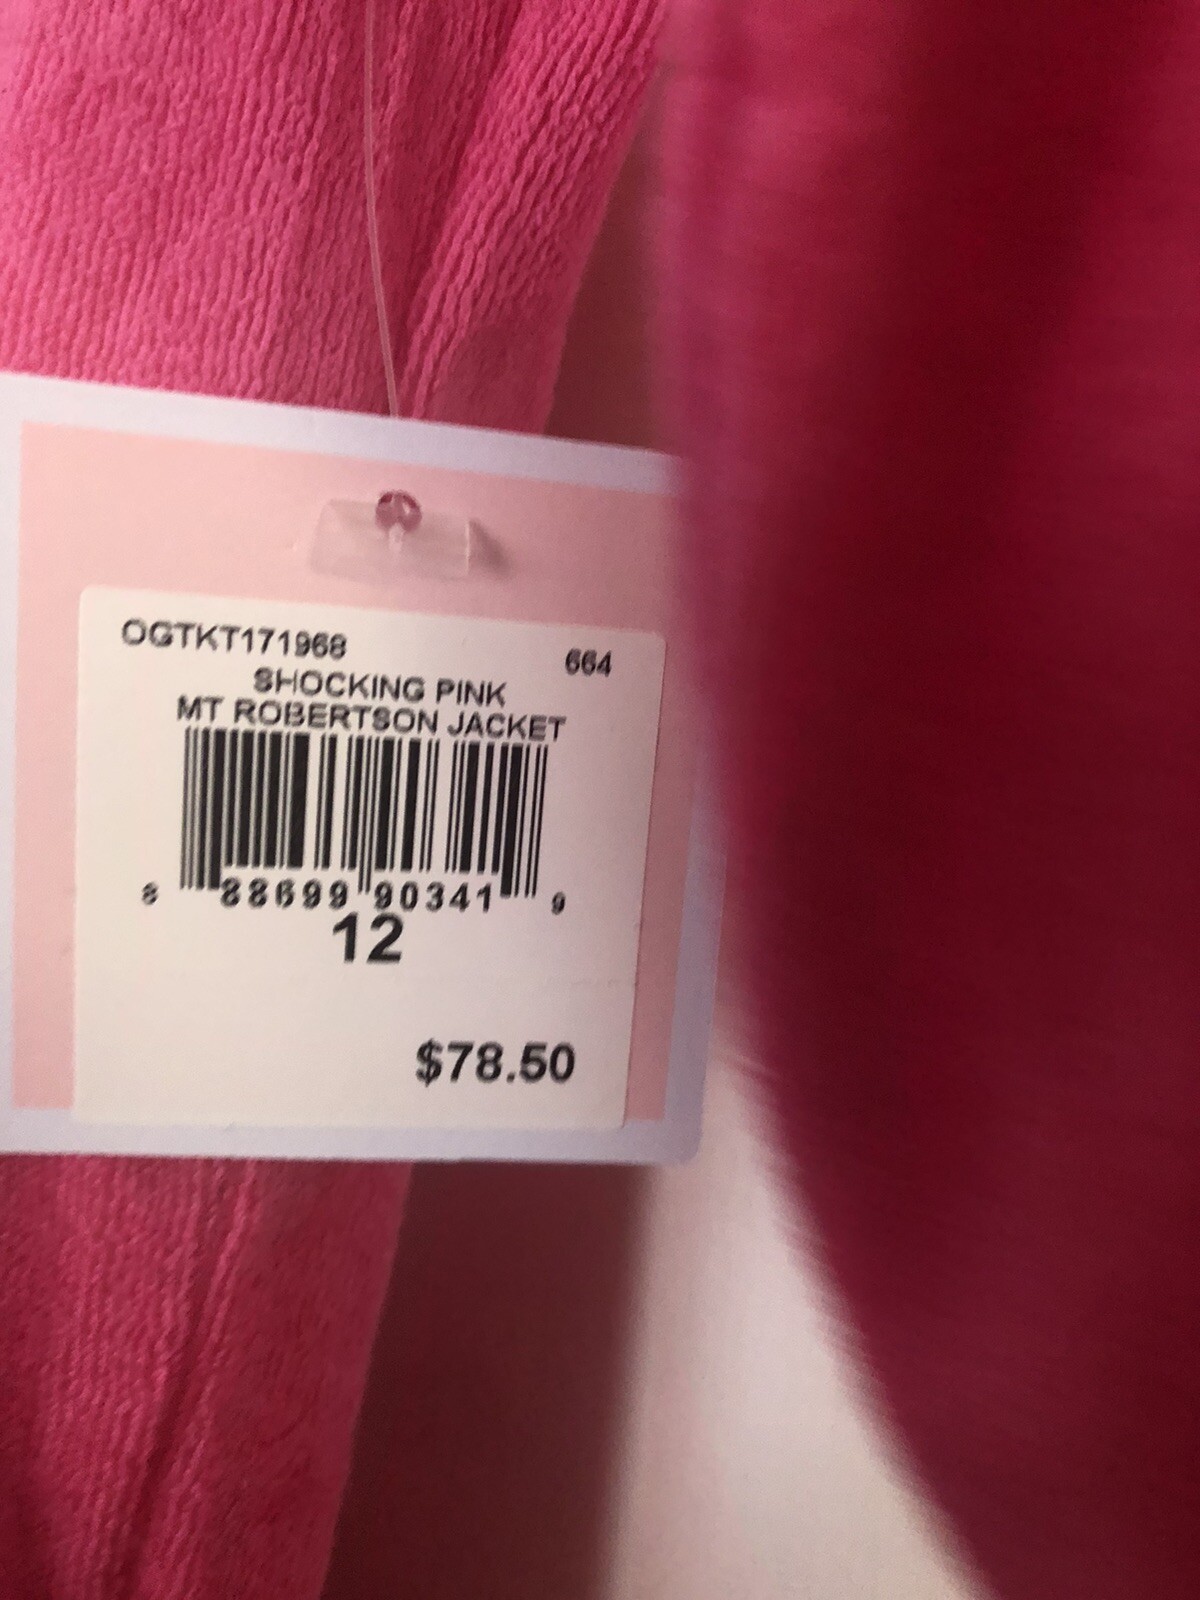 OGTKT171968
664
SHOCKING PINK
MT ROBERTSON JACKET
8 88699 90341 9
12
$78.50